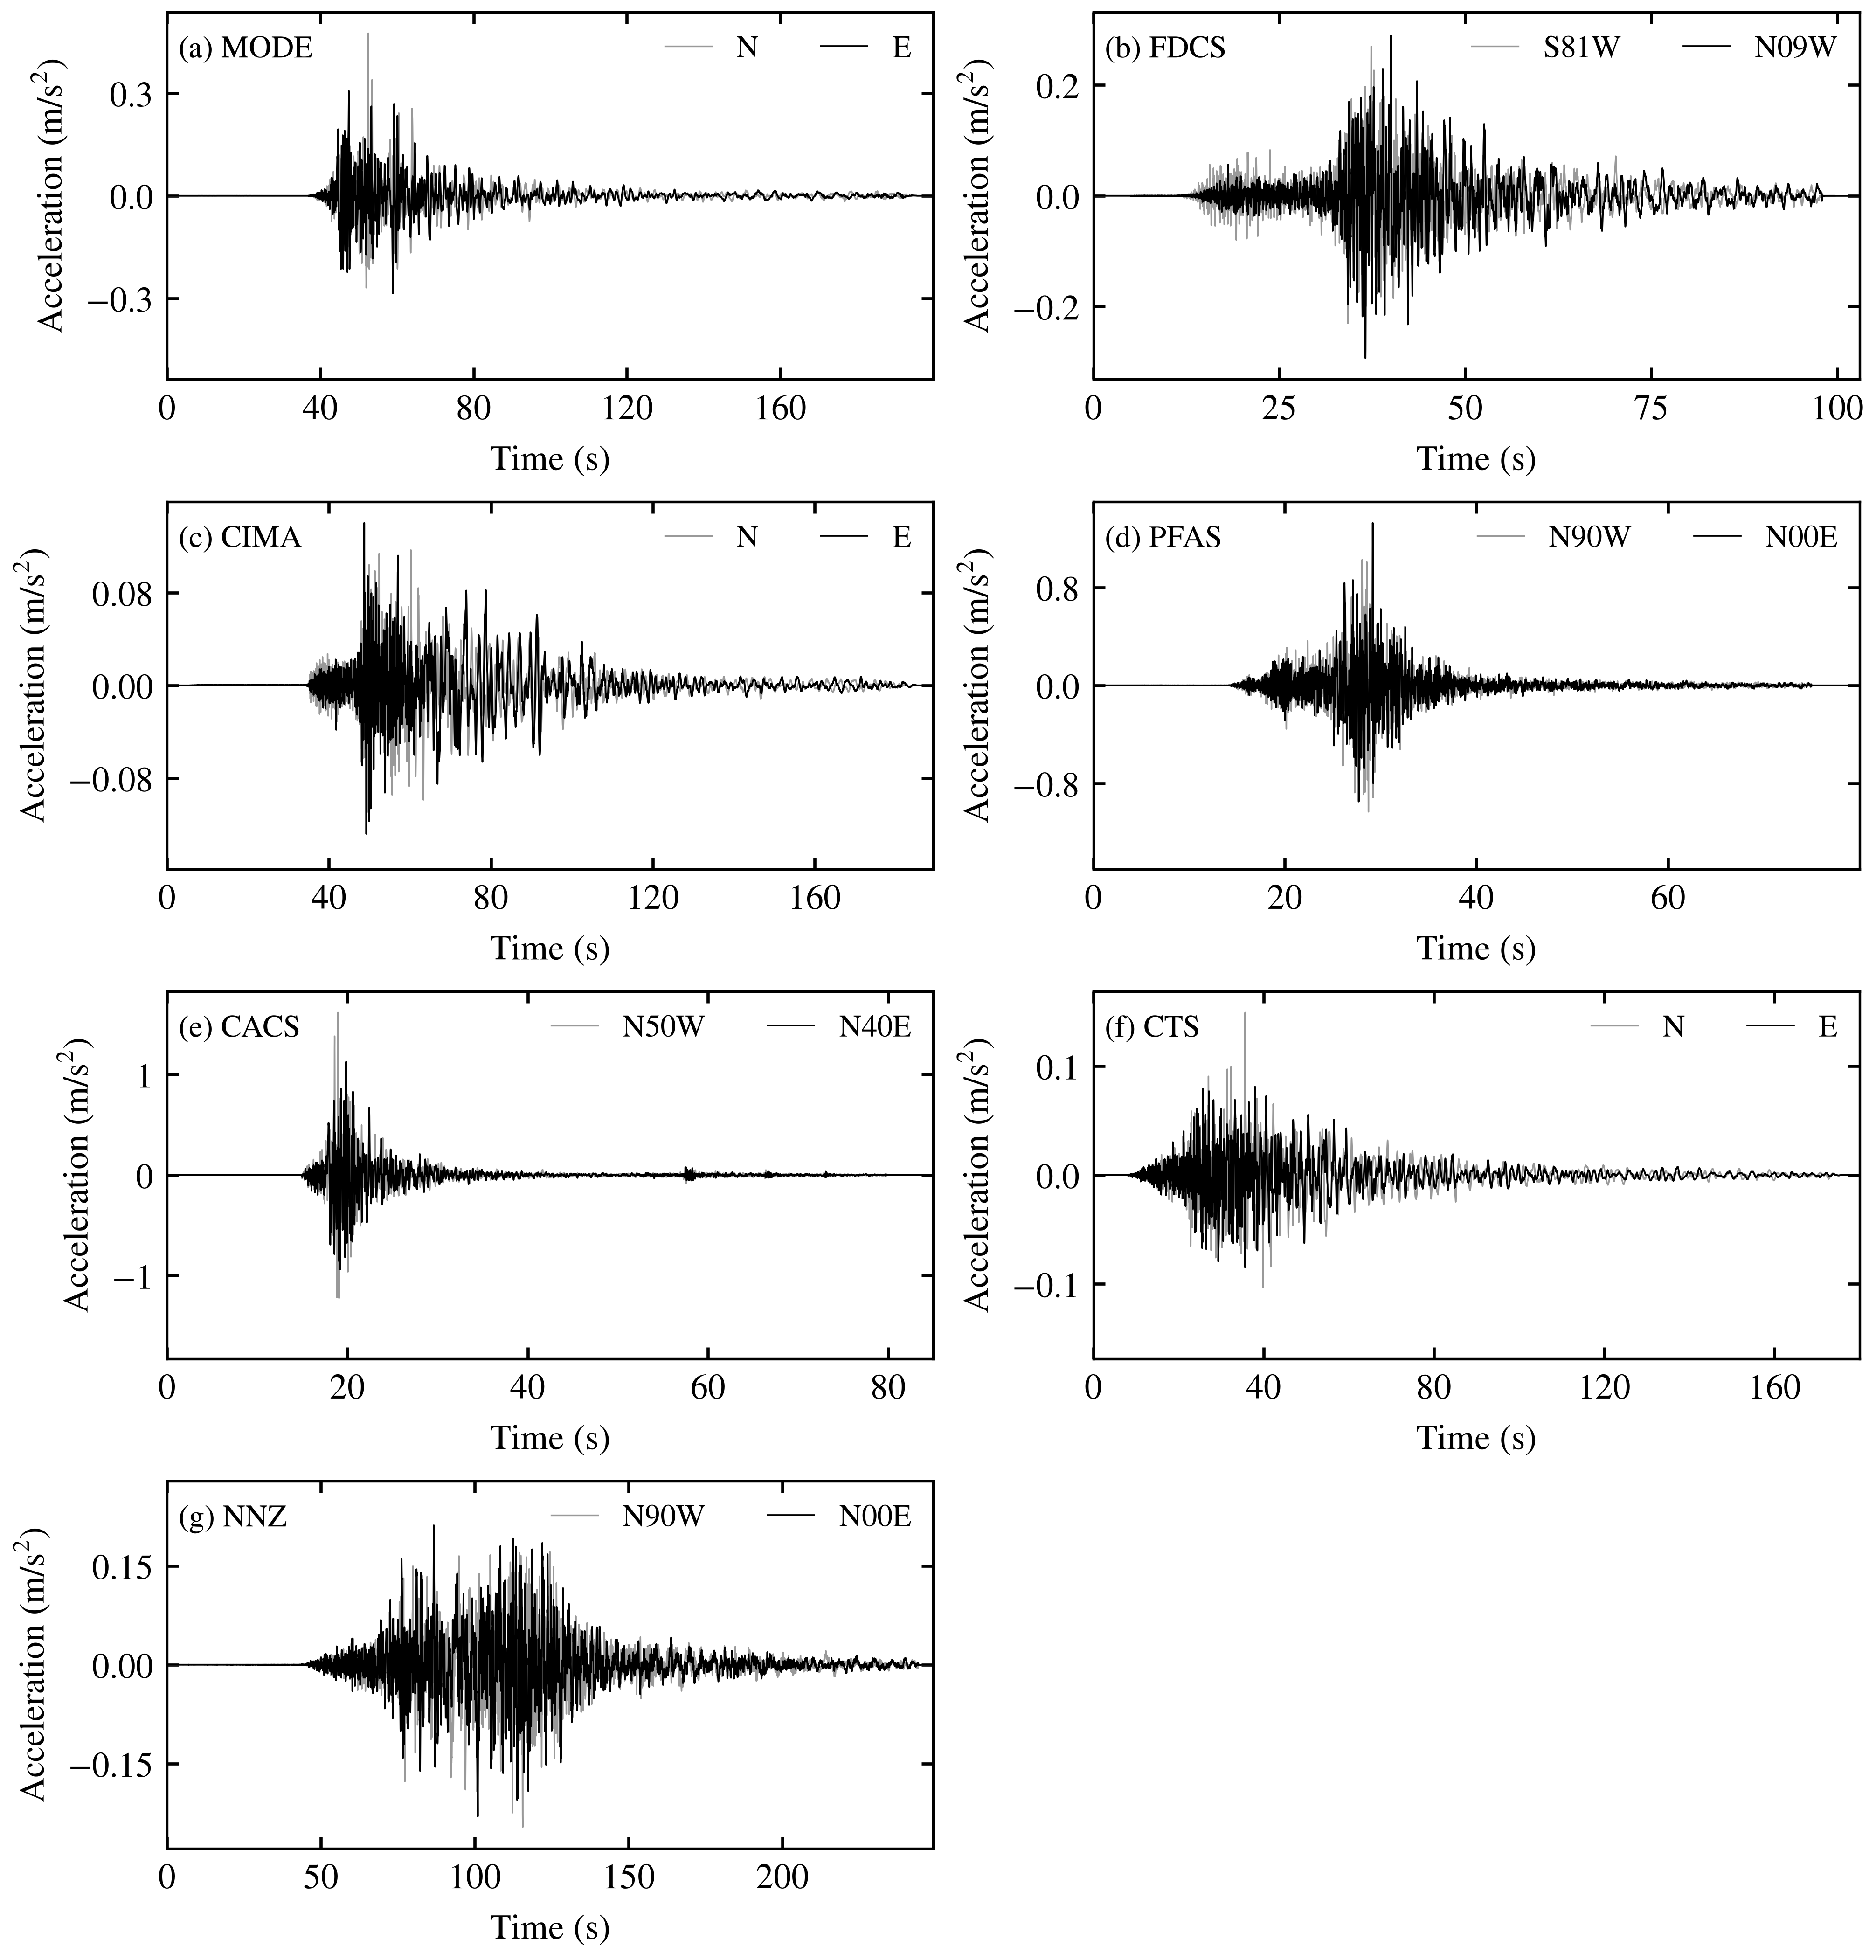 (a) MODE N E
Acceleration (m/s²)
0.3
0.0
−0.3
0 40 80 120 160
Time (s)
(b) FDCS S81W N09W
Acceleration (m/s²)
0.2
0.0
−0.2
0 25 50 75 100
Time (s)
(c) CIMA N E
Acceleration (m/s²)
0.08
0.00
−0.08
0 40 80 120 160
Time (s)
(d) PFAS N90W N00E
Acceleration (m/s²)
0.8
0.0
−0.8
0 20 40 60
Time (s)
(e) CACS N50W N40E
Acceleration (m/s²)
1
0
−1
0 20 40 60 80
Time (s)
(f) CTS N E
Acceleration (m/s²)
0.1
0.0
−0.1
0 40 80 120 160
Time (s)
(g) NNZ N90W N00E
Acceleration (m/s²)
0.15
0.00
−0.15
0 50 100 150 200
Time (s)